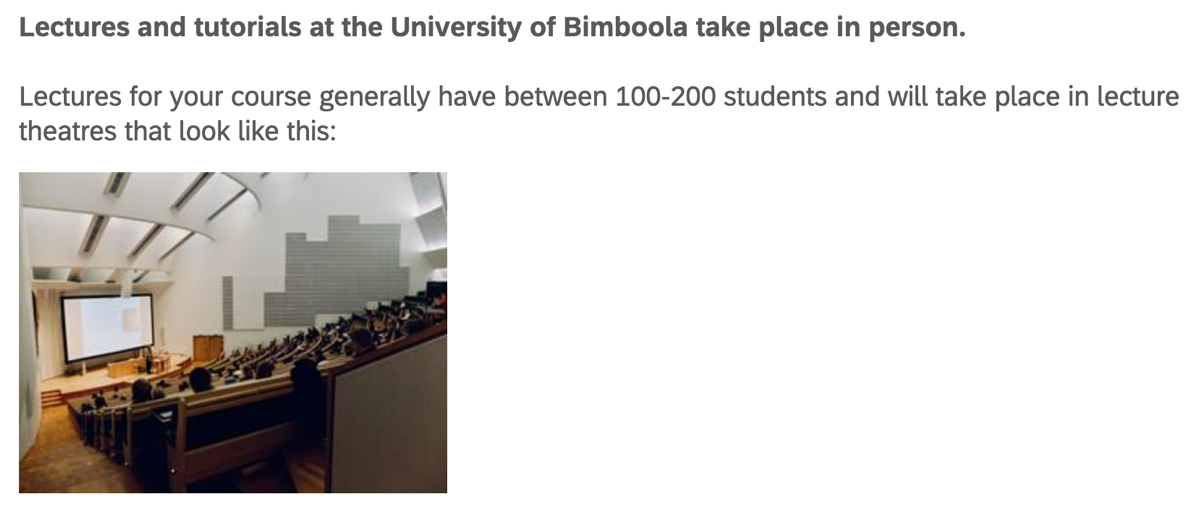 Lectures and tutorials at the University of Bimboola take place in person.
Lectures for your course generally have between 100-200 students and will take place in lecture
theatres that look like this: